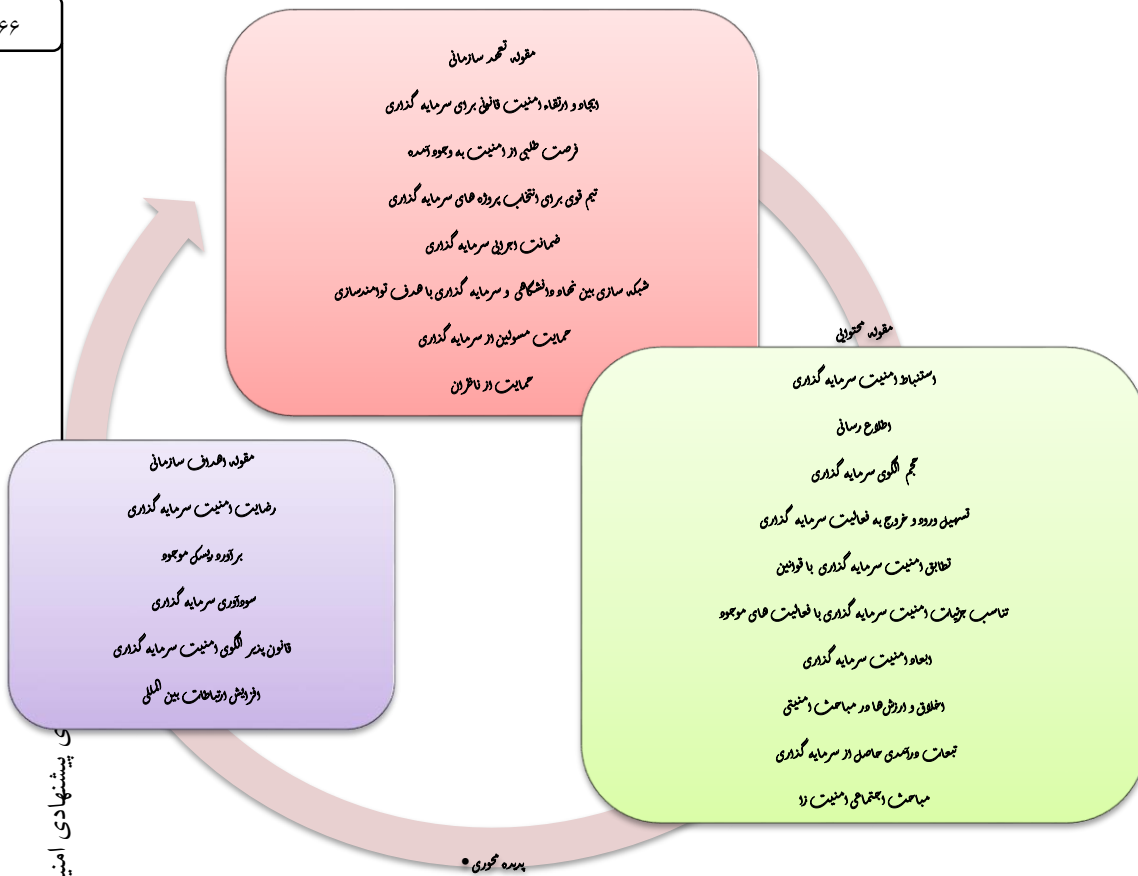 ۶۶
مقوله تعهد سازمانی
ایجاد و ارتقاء امنیت قانونی برای سرمایه گذاری
فرصت طلبی از امنیت به وجود آمده
تیم قوی برای انتخاب پروژه های سرمایه گذاری
ضمانت اجرایی سرمایه گذاری
شبکه سازی بین نهاد دانشگاهی و سرمایه گذاری با هدف توامندسازی
حمایت مسولین از سرمایه گذاری
حمایت از ناظران
مقوله محتوایی
استنباط امنیت سرمایه گذاری
اطلاع رسانی
حجم الگوی سرمایه گذاری
تسهیل ورود و خروج به فعالیت سرمایه گذاری
تطابق امنیت سرمایه گذاری با قوانین
تناسب جزئیات امنیت سرمایه گذاری با فعالیت های موجود
ابعاد امنیت سرمایه گذاری
اخلاق و ارزش ها در مباحث امنیتی
تبعات درآمدی حاصل از سرمایه گذاری
مباحث اجتماعی امنیت زا
مقوله اهداف سازمانی
رضایت امنیت سرمایه گذاری
برآورد ریسک موجود
سودآوری سرمایه گذاری
قانون پذیر الگوی امنیت سرمایه گذاری
افزایش ارتباطات بین المللی
پدیده محوری •
ی پیشنهادی امنی